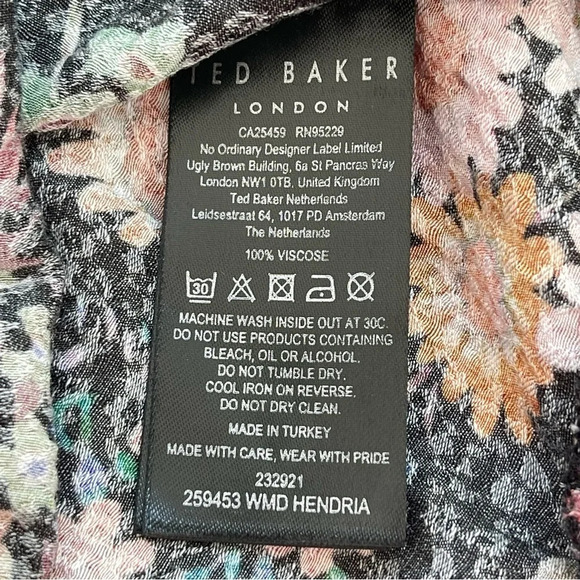 TED BAKER
LONDON
CA25459 RN95229
No Ordinary Designer Label Limited
Ugly Brown Building, 6a St Pancras Way
London NW1 0TB, United Kingdom
Ted Baker Netherlands
Leidsestraat 64, 1017 PD Amsterdam
The Netherlands
100% VISCOSE
30
MACHINE WASH INSIDE OUT AT 30C.
DO NOT USE PRODUCTS CONTAINING
BLEACH, OIL OR ALCOHOL.
DO NOT TUMBLE DRY.
COOL IRON ON REVERSE.
DO NOT DRY CLEAN.
MADE IN TURKEY
MADE WITH CARE, WEAR WITH PRIDE
232921
259453 WMD HENDRIA